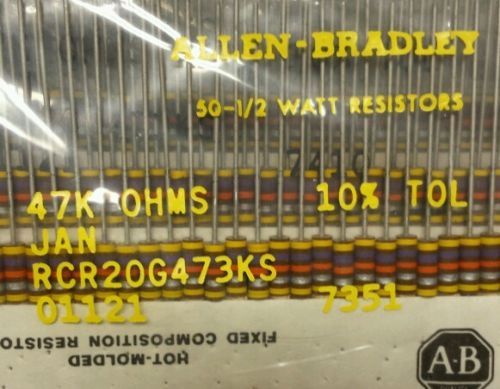 ALLEN-BRADLEY
50-1/2 WATT RESISTORS
47K OHMS 10% TOL
JAN
RCR20G473KS
01121 7351
HOT-MOLDED
FIXED COMPOSITION RESISTO
A-B